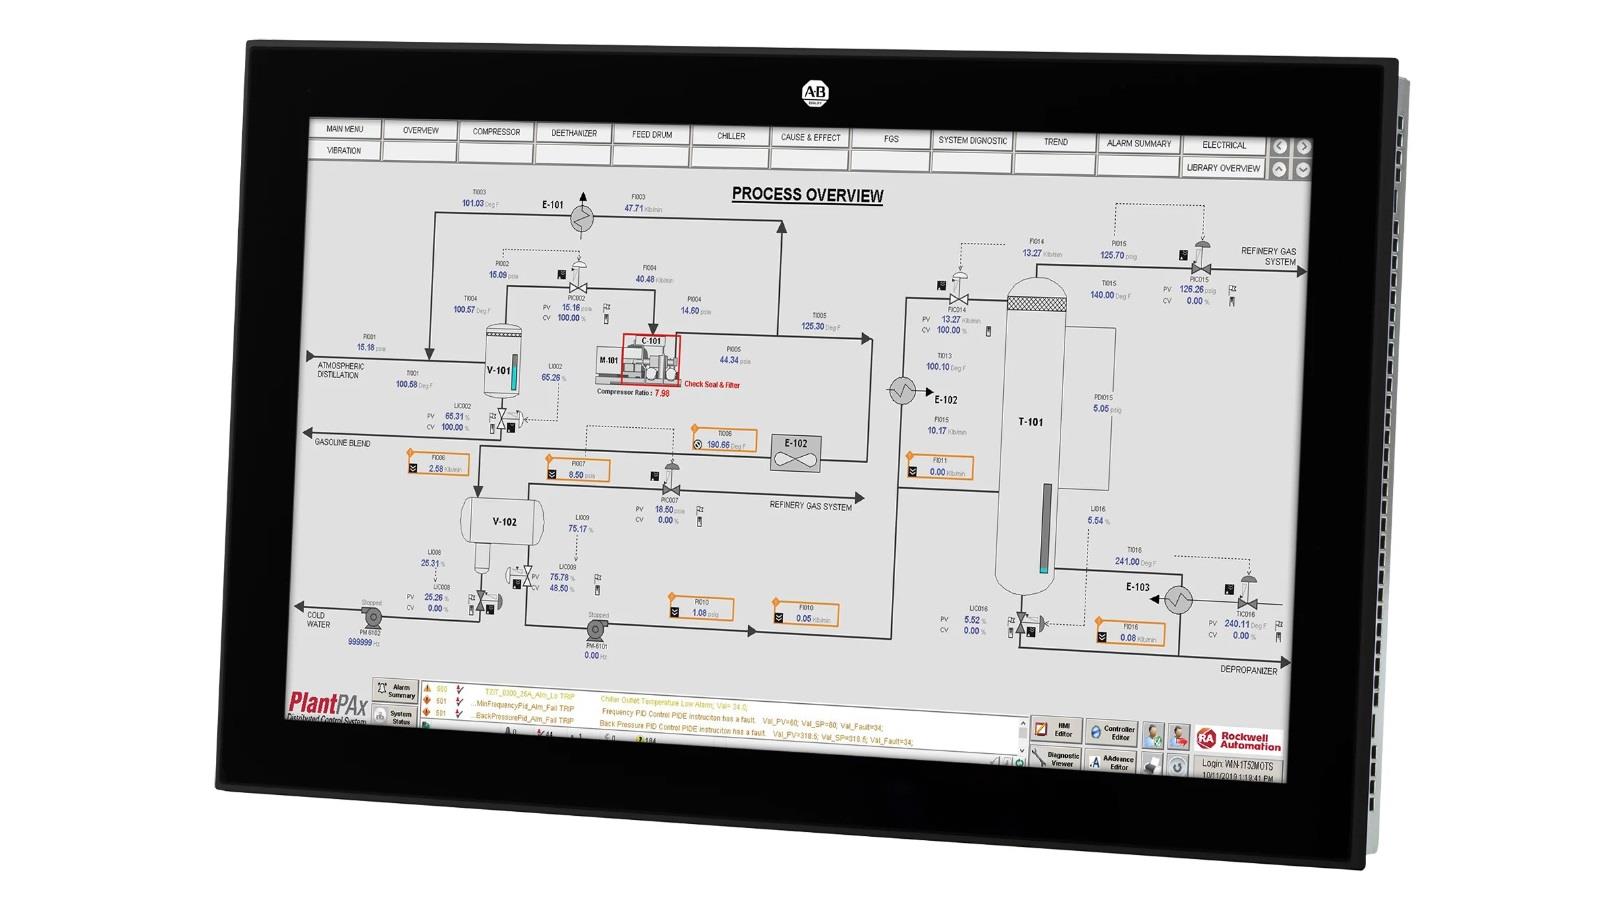 A-B
MAIN MENU
OVERVIEW
COMPRESSOR
DEETHANIZER
FEED DRUM
CHILLER
CAUSE & EFFECT
FGS
SYSTEM DIGNOSTIC
TREND
ALARM SUMMARY
ELECTRICAL
VIBRATION
LIBRARY OVERVIEW
PROCESS OVERVIEW
TI003
101.03 Deg F
E-101
FI003
47.71 Klb/min
PI002
15.09 psia
FI004
40.48 Klb/min
TI004
100.57 Deg F
PIC002
PV 15.16 psia
CV 100.00 %
PI004
14.60 psia
TI005
125.30 Deg F
PI001
15.18 psia
ATMOSPHERIC
DISTILLATION
TI001
100.58 Deg F
V-101
LI002
65.26 %
C-101
M-101
Check Seal & Filter
Compressor Ratio : 7.98
PI005
44.34 psia
LIC002
PV 65.31 %
CV 100.00 %
GASOLINE BLEND
FI006
2.58 Klb/min
PI007
8.50 psia
TI006
190.66 Deg F
E-102
PIC007
PV 18.50 psia
CV 0.00 %
REFINERY GAS SYSTEM
V-102
LI009
75.17 %
LI008
25.31 %
LIC008
PV 25.26 %
CV 0.00 %
LIC009
PV 75.78 %
CV 48.50 %
COLD
WATER
Stopped
PM 6102
999999 Hz
Stopped
PM-6101
0.00 Hz
PI010
1.08 psig
FI010
0.05 Klb/min
FI014
13.27 Klb/min
PI015
125.70 psig
REFINERY GAS
SYSTEM
TI015
140.00 Deg F
PIC015
PV 126.26 psig
CV 0.00 %
FIC014
PV 13.27 Klb/min
CV 100.00 %
TI013
100.10 Deg F
E-102
FI015
10.17 Klb/min
FI011
0.00 Klb/min
T-101
PDI015
5.05 psig
LI016
5.54 %
TI016
241.00 Deg F
E-103
LIC016
PV 5.52 %
CV 0.00 %
FI016
0.08 Klb/min
TIC016
PV 240.11 Deg F
CV 0.00 %
DEPROPANIZER
PlantPAx
Distributed Control System
Alarm
Summary
System
Status
500 TZIT_0300_25A_Alm_Lo TRIP Chiller Outlet Temperature Low Alarm; Val= 34.0;
501 ...MinFrequencyPid_Alm_Fail TRIP Frequency PID Control PIDE instruciton has a fault. Val_PV=60; Val_SP=60; Val_Fault=34;
501 ...BackPressurePID_Alm_Fail TRIP Back Pressure PID Control PIDE instruciton has a fault. Val_PV=318.5; Val_SP=318.5; Val_Fault=34;
HMI
Editor
Controller
Editor
Diagnostic
Viewer
AAdvance
Editor
RA
Rockwell
Automation
Login: WIN-1T52MOTS
10/11/2019 1:19:41 PM